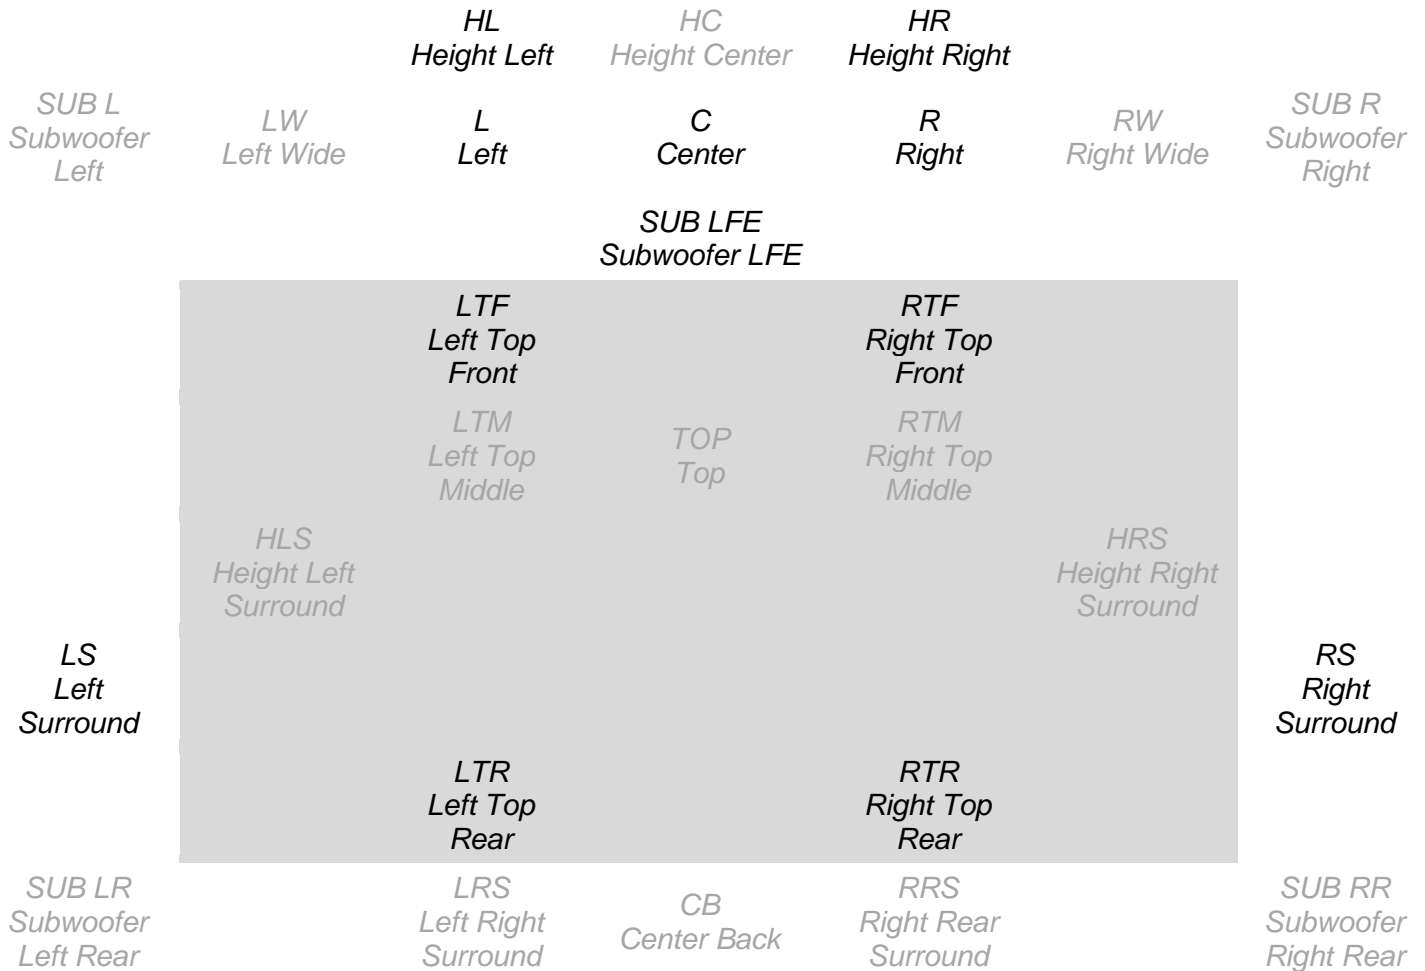 HL
Height Left
HC
Height Center
HR
Height Right
SUB L
Subwoofer
Left
LW
Left Wide
L
Left
C
Center
R
Right
RW
Right Wide
SUB R
Subwoofer
Right
SUB LFE
Subwoofer LFE
LTF
Left Top
Front
RTF
Right Top
Front
LTM
Left Top
Middle
TOP
Top
RTM
Right Top
Middle
HLS
Height Left
Surround
HRS
Height Right
Surround
LS
Left
Surround
RS
Right
Surround
LTR
Left Top
Rear
RTR
Right Top
Rear
SUB LR
Subwoofer
Left Rear
LRS
Left Right
Surround
CB
Center Back
RRS
Right Rear
Surround
SUB RR
Subwoofer
Right Rear